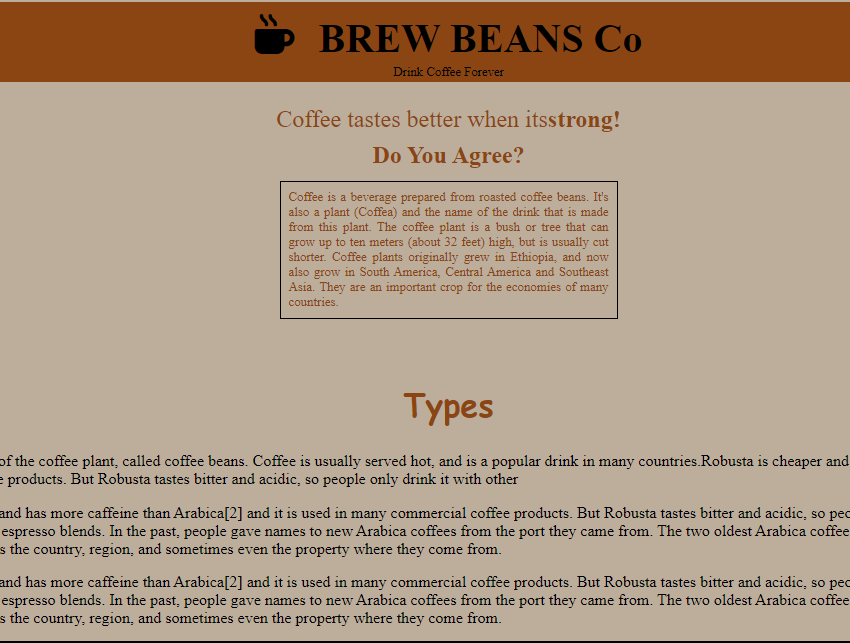 BREW BEANS Co
Drink Coffee Forever
Coffee tastes better when itsstrong!
Do You Agree?
Coffee is a beverage prepared from roasted coffee beans. It's
also a plant (Coffea) and the name of the drink that is made
from this plant. The coffee plant is a bush or tree that can
grow up to ten meters (about 32 feet) high, but is usually cut
shorter. Coffee plants originally grew in Ethiopia, and now
also grow in South America, Central America and Southeast
Asia. They are an important crop for the economies of many
countries.
Types
of the coffee plant, called coffee beans. Coffee is usually served hot, and is a popular drink in many countries.Robusta is cheaper and
products. But Robusta tastes bitter and acidic, so people only drink it with other
and has more caffeine than Arabica[2] and it is used in many commercial coffee products. But Robusta tastes bitter and acidic, so
espresso blends. In the past, people gave names to new Arabica coffees from the port they came from. The two oldest Arabica coffee
the country, region, and sometimes even the property where they come from.
and has more caffeine than Arabica[2] and it is used in many commercial coffee products. But Robusta tastes bitter and acidic, so
espresso blends. In the past, people gave names to new Arabica coffees from the port they came from. The two oldest Arabica coffee
the country, region, and sometimes even the property where they come from.